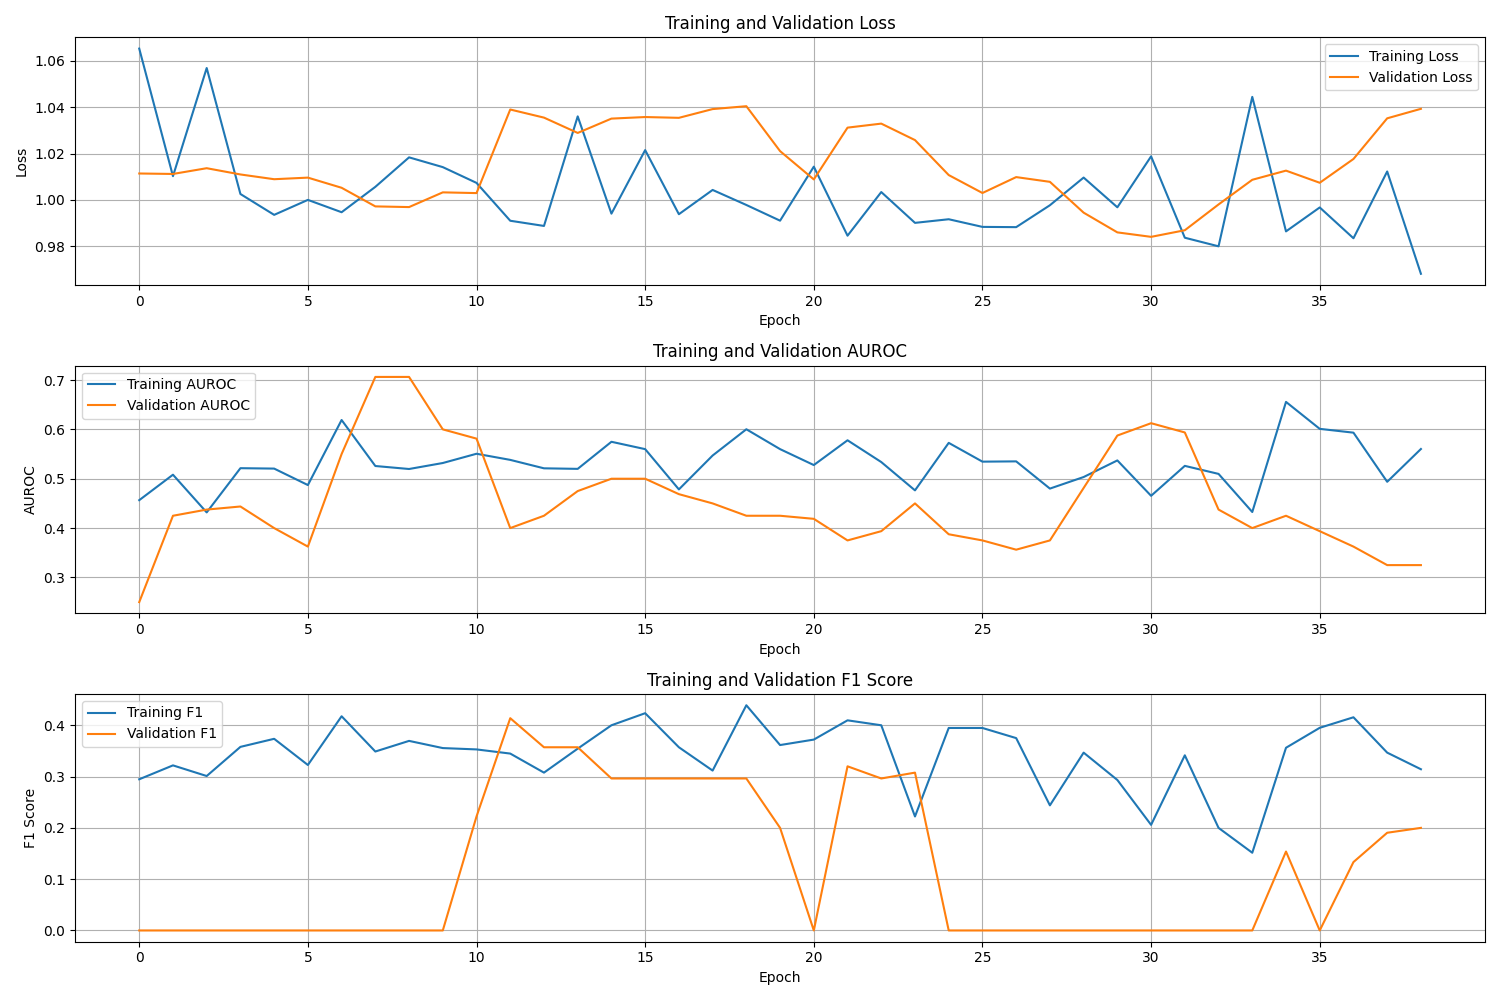 Training and Validation Loss
Loss
1.06
1.04
1.02
1.00
0.98
Training Loss
Validation Loss
0 5 10 15 20 25 30 35
Epoch
Training and Validation AUROC
AUROC
0.7
0.6
0.5
0.4
0.3
Training AUROC
Validation AUROC
0 5 10 15 20 25 30 35
Epoch
Training and Validation F1 Score
F1 Score
0.4
0.3
0.2
0.1
0.0
Training F1
Validation F1
0 5 10 15 20 25 30 35
Epoch